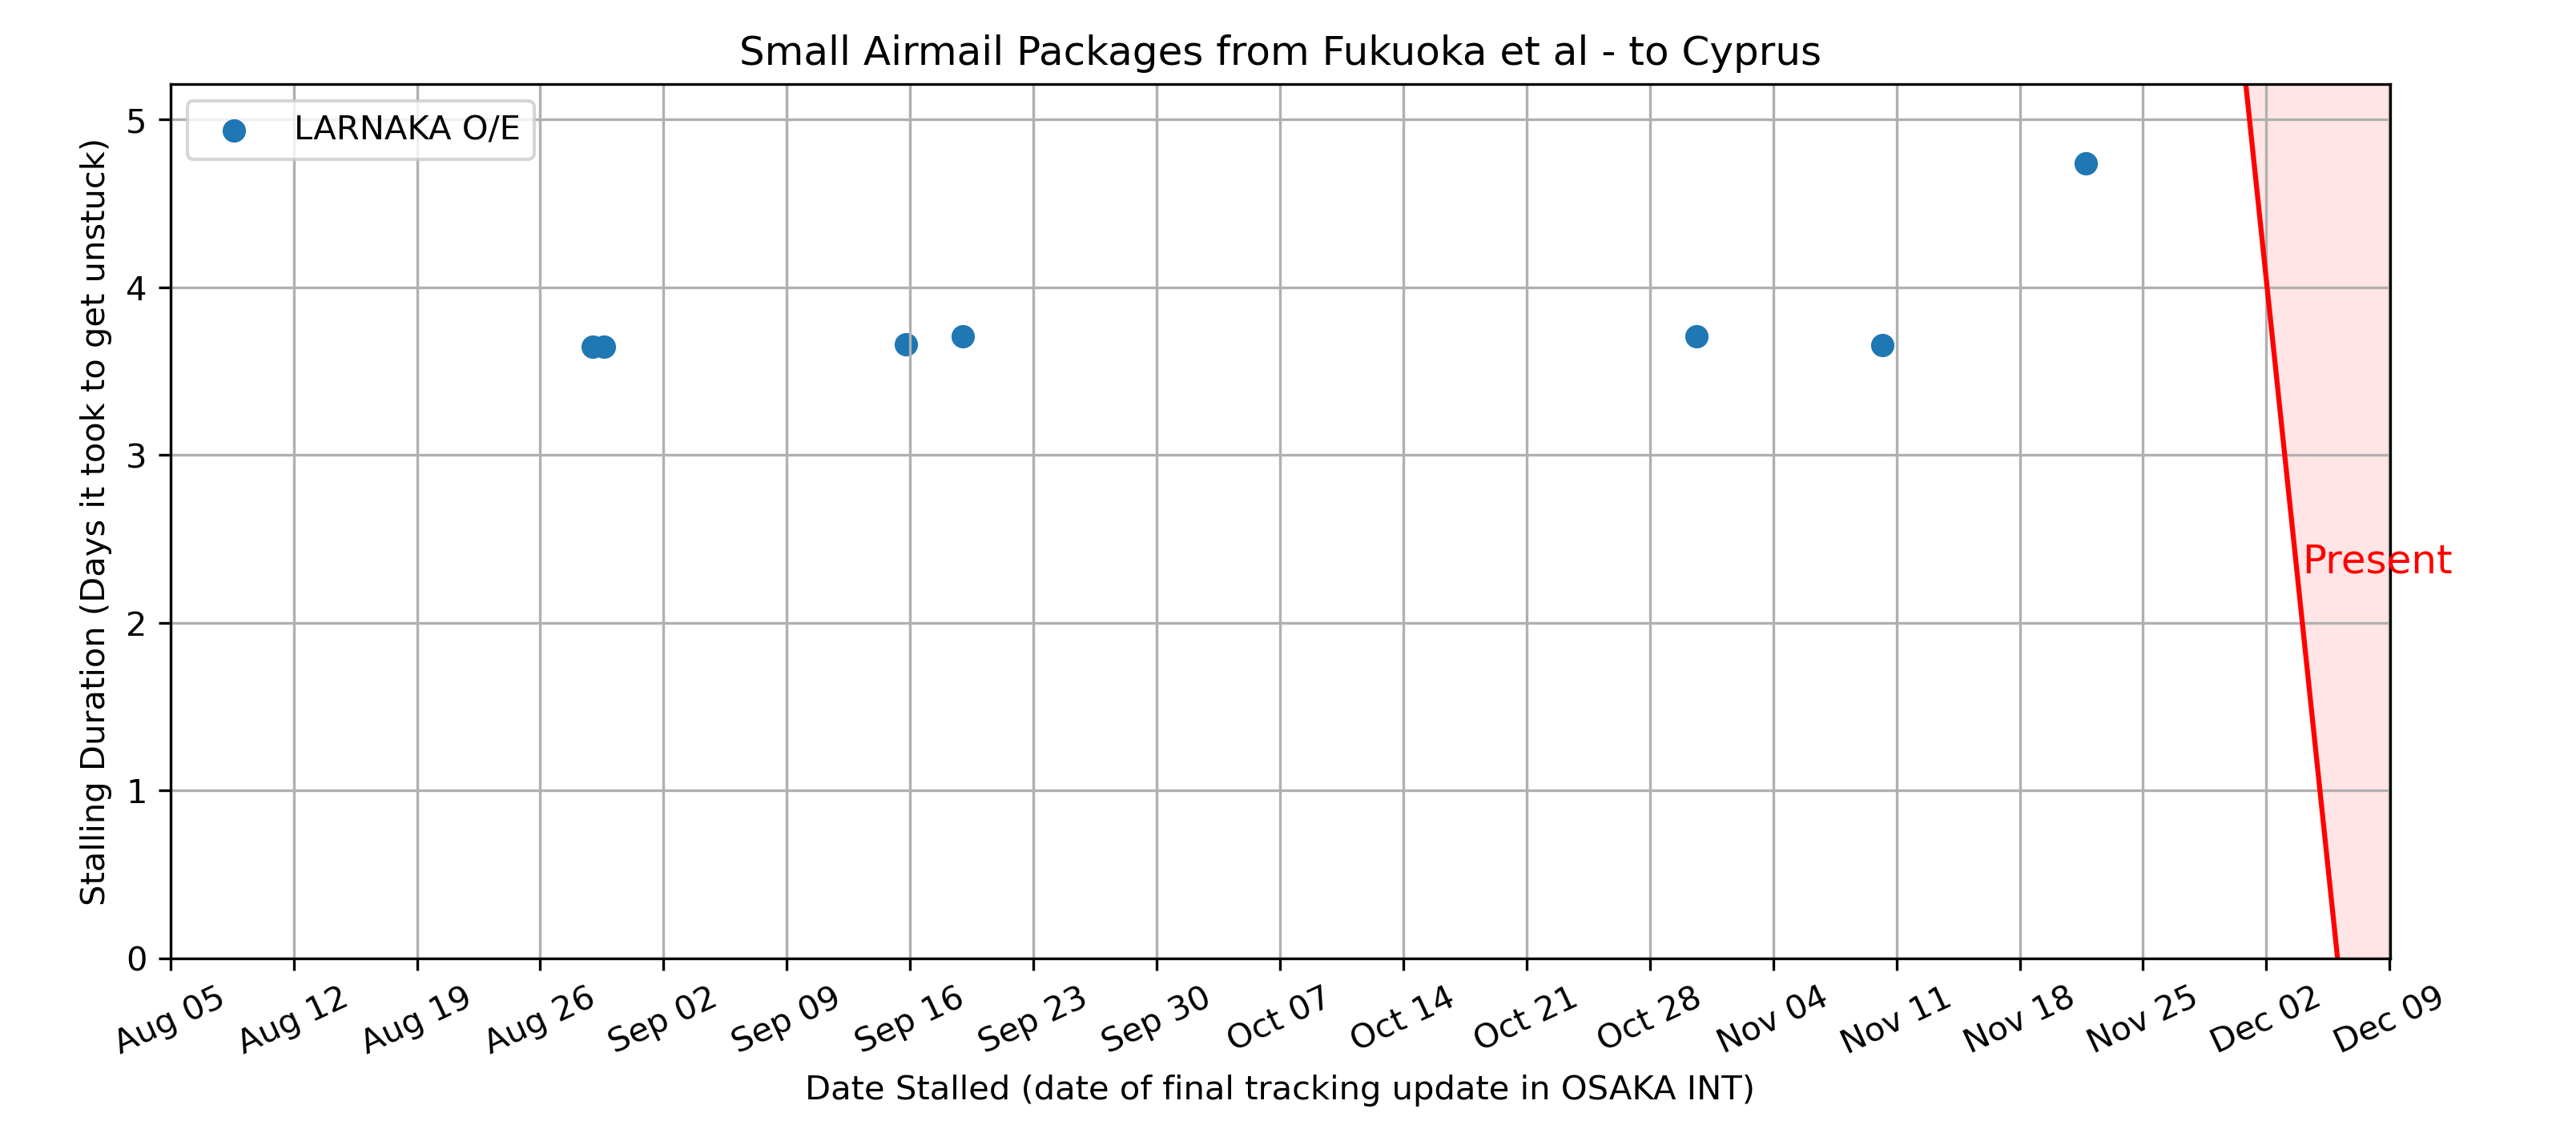 Small Airmail Packages from Fukuoka et al - to Cyprus
LARNAKA O/E
Stalling Duration (Days it took to get unstuck)
5
4
3
2
1
0
Present
Aug 05
Aug 12
Aug 19
Aug 26
Sep 02
Sep 09
Sep 16
Sep 23
Sep 30
Oct 07
Oct 14
Oct 21
Oct 28
Nov 04
Nov 11
Nov 18
Nov 25
Dec 02
Dec 09
Date Stalled (date of final tracking update in OSAKA INT)